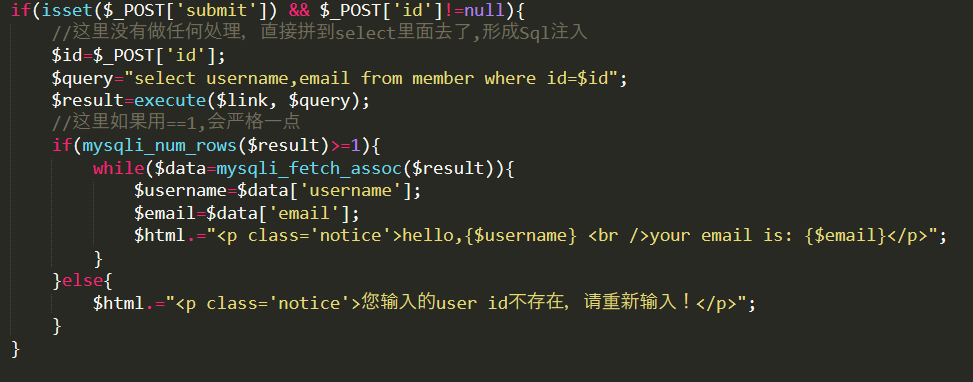 if(isset($_POST['submit']) && $_POST['id']!=null){
    //这里没有做任何处理，直接拼到select里面去了,形成Sql注入
    $id=$_POST['id'];
    $query="select username,email from member where id=$id";
    $result=execute($link, $query);
    //这里如果用==1,会严格一点
    if(mysqli_num_rows($result)>=1){
        while($data=mysqli_fetch_assoc($result)){
            $username=$data['username'];
            $email=$data['email'];
            $html.="<p class='notice'>hello,{$username} <br />your email is: {$email}</p>";
        }
    }else{
        $html.="<p class='notice'>您输入的user id不存在，请重新输入！</p>";
    }
}